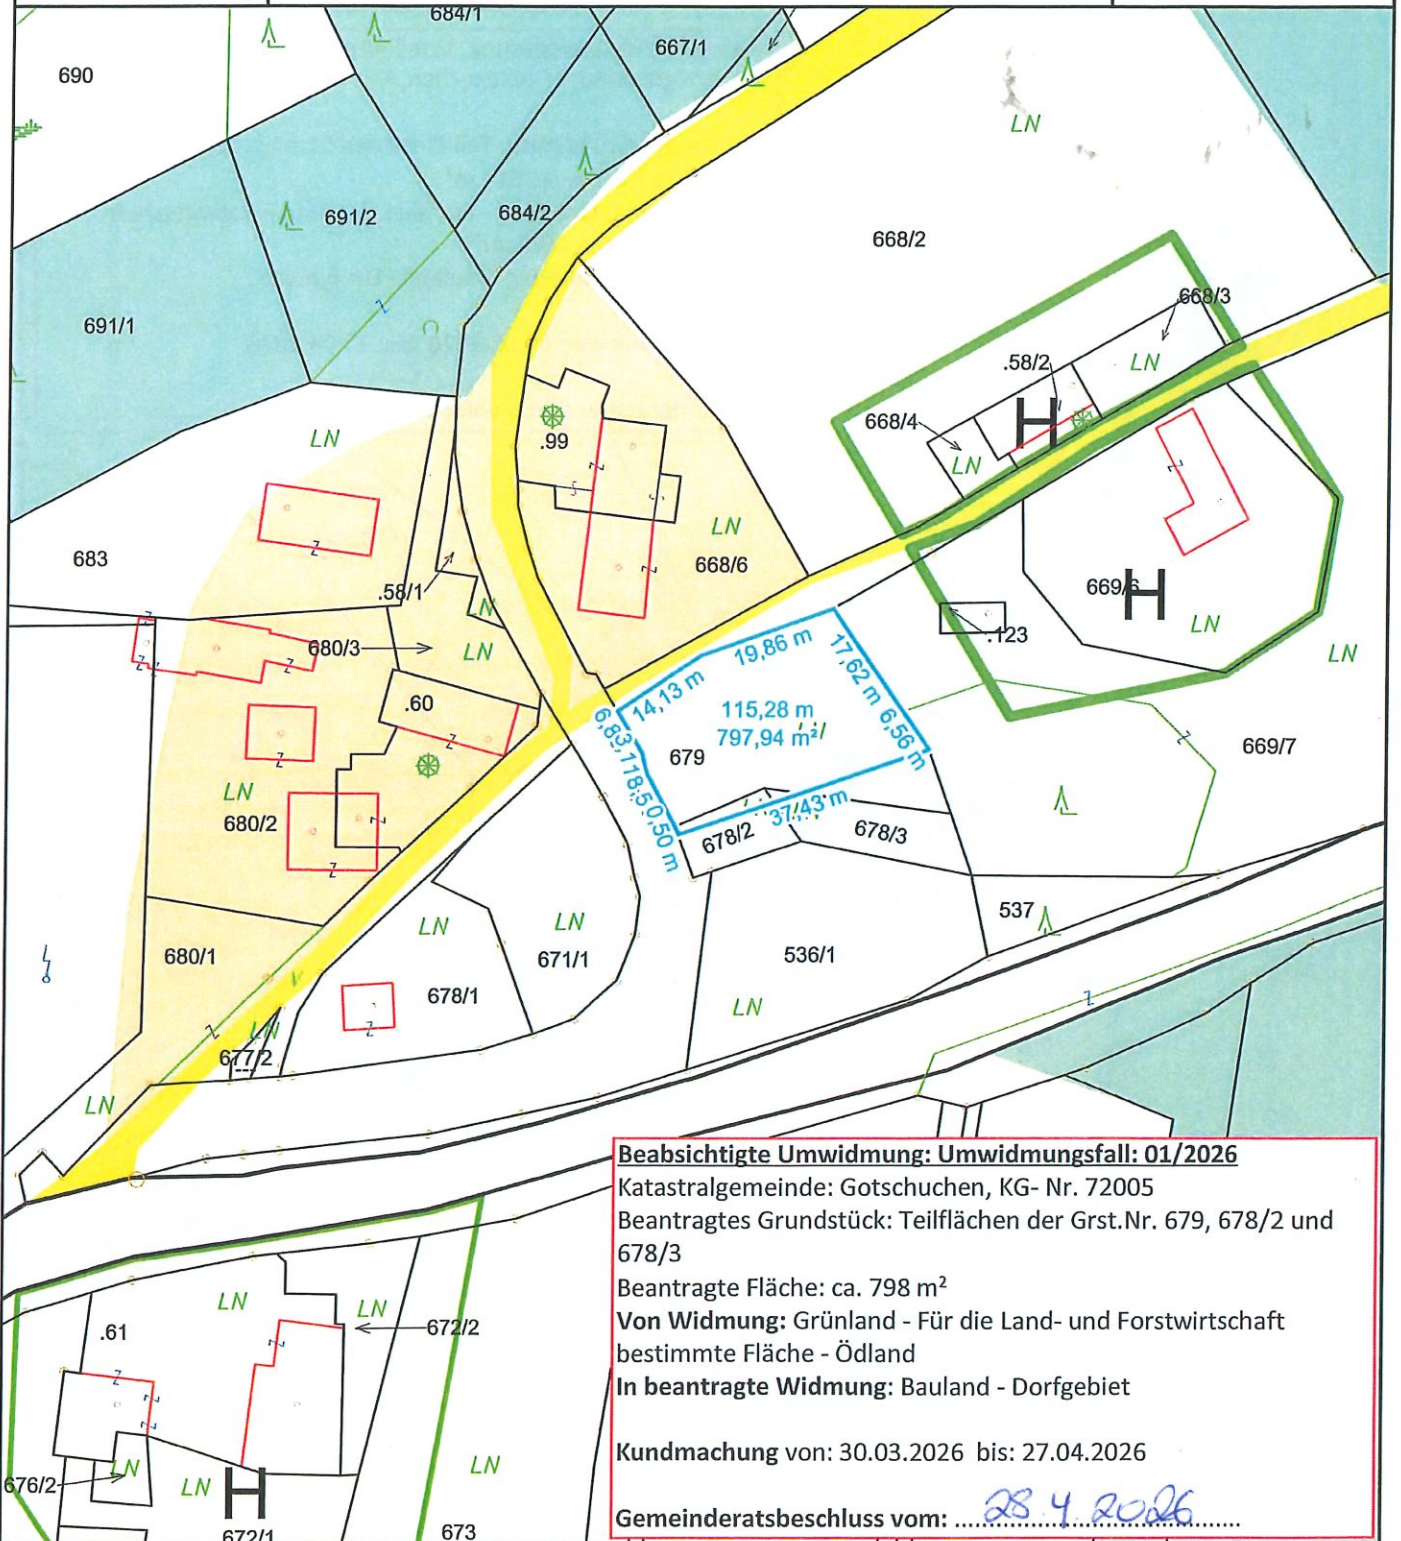 684/1
667/1
690
LN
691/2
684/2
668/2
691/1
668/3
.58/2
LN
668/4
H
LN
LN
.99
LN
683
668/6
.58/1
669/6
H
LN
.123
LN
LN
680/3
LN
19,86 m
17,62 m
14,13 m
.60
115,28 m
797,94 m²
6,56 m
679
669/7
LN
680/2
37,43 m
678/2
678/3
0,50 m
LN
LN
537
680/1
671/1
536/1
678/1
LN
LN
677/2
LN
Beabsichtigte Umwidmung: Umwidmungsfall: 01/2026
Katastralgemeinde: Gotschuchen, KG- Nr. 72005
Beantragtes Grundstück: Teilflächen der Grst.Nr. 679, 678/2 und
678/3
Beantragte Fläche: ca. 798 m²
Von Widmung: Grünland - Für die Land- und Forstwirtschaft
bestimmte Fläche - Ödland
In beantragte Widmung: Bauland - Dorfgebiet
Kundmachung von: 30.03.2026 bis: 27.04.2026
Gemeinderatsbeschluss vom: ....28.4.2026....
LN
LN
.61
672/2
LN
LN
676/2
LN
H
672/1
673